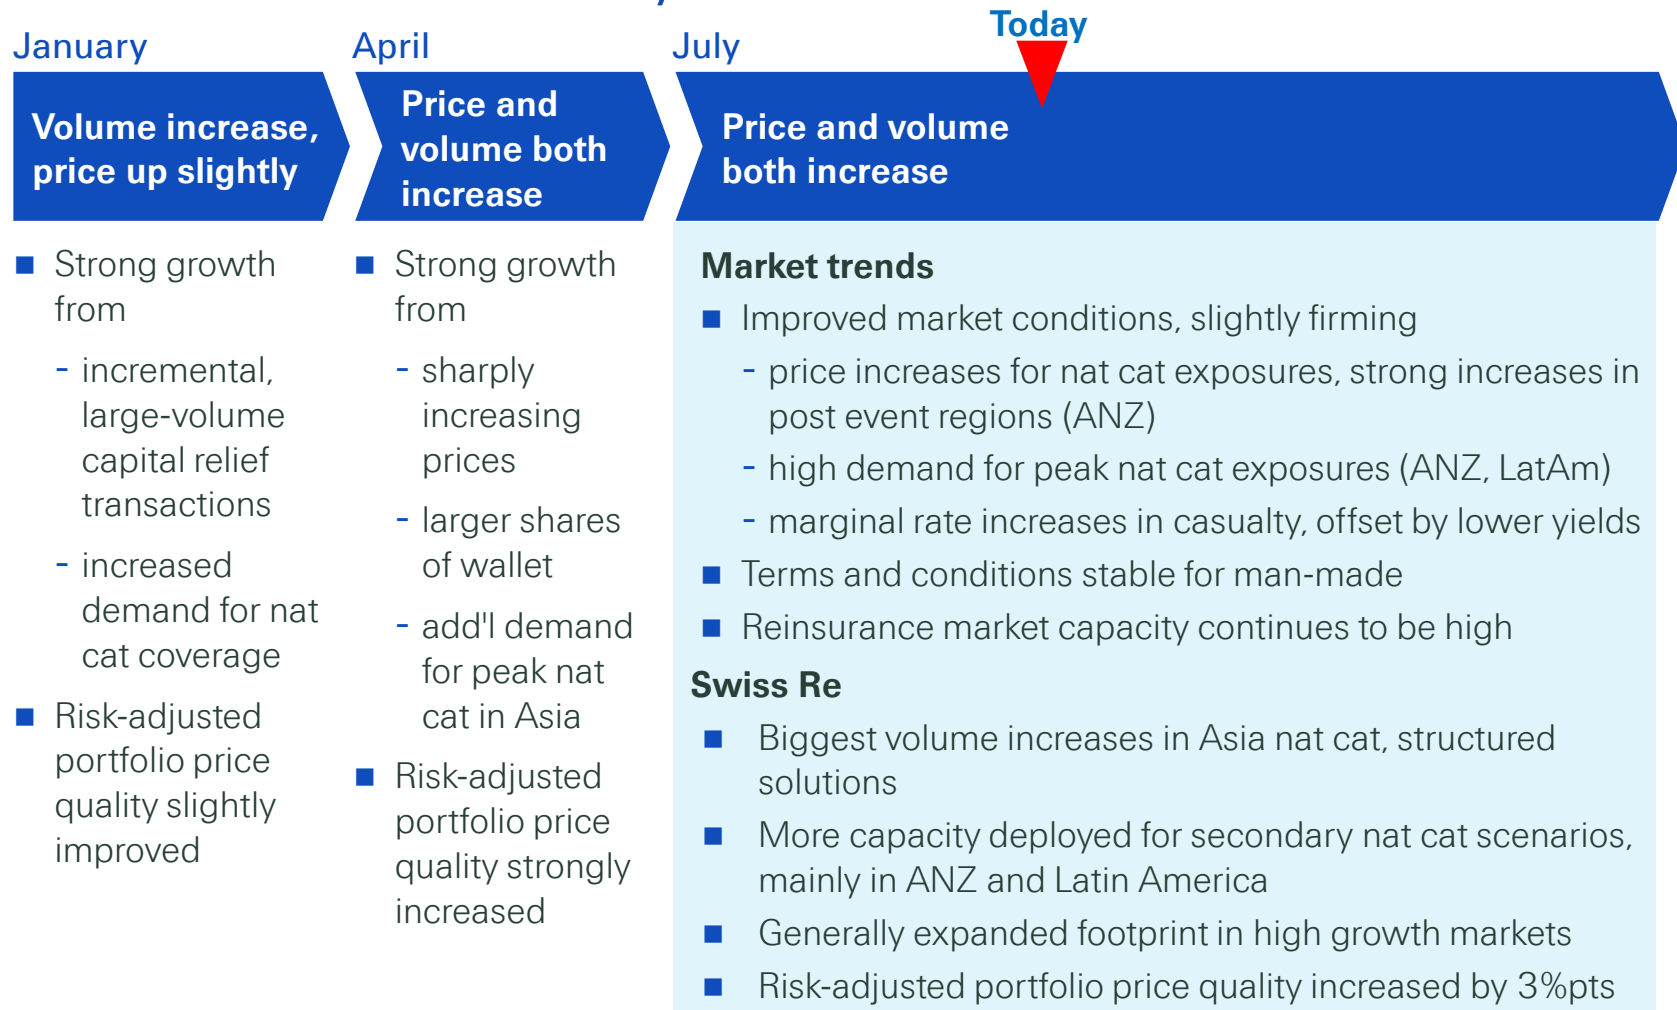 Today
January
April
July
Volume increase,
price up slightly
Price and
volume both
increase
Price and volume
both increase
■ Strong growth
from
- incremental,
large-volume
capital relief
transactions
- increased
demand for nat
cat coverage
■ Risk-adjusted
portfolio price
quality slightly
improved
■ Strong growth
from
- sharply
increasing
prices
- larger shares
of wallet
- add'l demand
for peak nat
cat in Asia
■ Risk-adjusted
portfolio price
quality strongly
increased
Market trends
■ Improved market conditions, slightly firming
- price increases for nat cat exposures, strong increases in
post event regions (ANZ)
- high demand for peak nat cat exposures (ANZ, LatAm)
- marginal rate increases in casualty, offset by lower yields
■ Terms and conditions stable for man-made
■ Reinsurance market capacity continues to be high
Swiss Re
■ Biggest volume increases in Asia nat cat, structured
solutions
■ More capacity deployed for secondary nat cat scenarios,
mainly in ANZ and Latin America
■ Generally expanded footprint in high growth markets
■ Risk-adjusted portfolio price quality increased by 3%pts